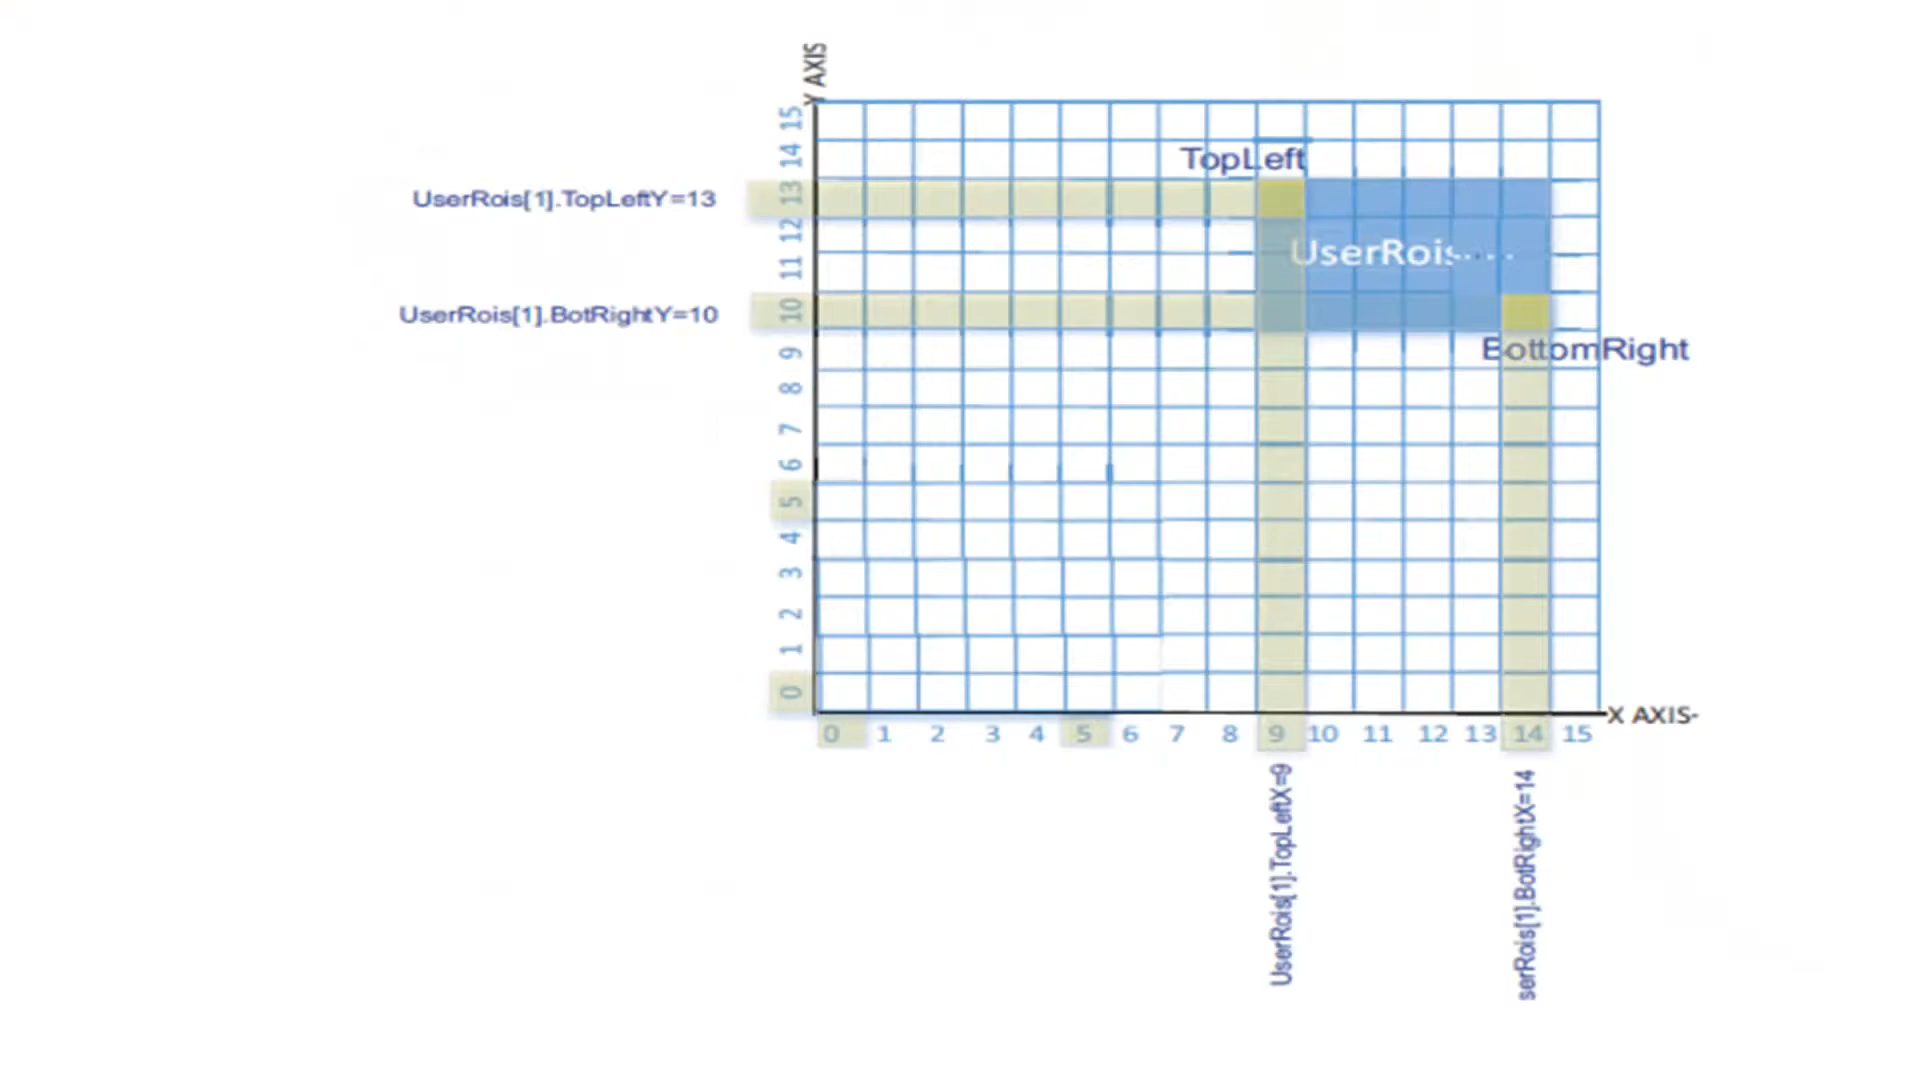 Y AXIS
15
14
TopLeft
UserRois[1].TopLeftY=13
13
12
UserRois
11
UserRois[1].BotRightY=10
10
BottomRight
9
8
7
6
5
4
3
2
1
0
X AXIS-
0 1 2 3 4 5 6 7 8 9 10 11 12 13 14 15
UserRois[1].TopLeftX=9
serRois[1].BotRightX=14